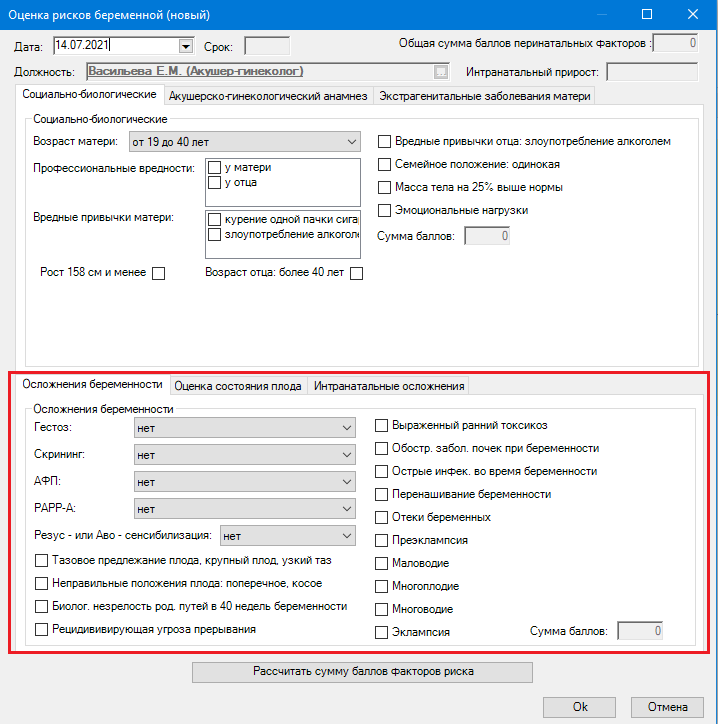 Оценка рисков беременной (новый)
Дата: 14.07.2021 Срок: Общая сумма баллов перинатальных факторов : 0
Должность: Васильева Е.М. (Акушер-гинеколог) Интранатальный прирост:
Социально-биологические Акушерско-гинекологический анамнез Экстрагенитальные заболевания матери
Социально-биологические
Возраст матери: от 19 до 40 лет
Вредные привычки отца: злоупотребление алкоголем
Профессиональные вредности: у матери
у отца
Семейное положение: одинокая
Масса тела на 25% выше нормы
Вредные привычки матери: курение одной пачки сигар
злоупотребление алкоголе
Эмоциональные нагрузки
Сумма баллов: 0
Рост 158 см и менее Возраст отца: более 40 лет
Осложнения беременности Оценка состояния плода Интранатальные осложнения
Осложнения беременности
Гестоз: нет
Скрининг: нет
АФП: нет
PAPP-A: нет
Резус - или Аво - сенсибилизация: нет
Тазовое предлежание плода, крупный плод, узкий таз
Неправильные положения плода: поперечное, косое
Биолог. незрелость род. путей в 40 недель беременности
Рецидивиирующая угроза прерывания
Выраженный ранний токсикоз
Обостр. забол. почек при беременности
Острые инфек. во время беременности
Перенашивание беременности
Отеки беременных
Преэклампсия
Маловодие
Многоплодие
Многоводие
Эклампсия Сумма баллов: 0
Рассчитать сумму баллов факторов риска
Ok Отмена